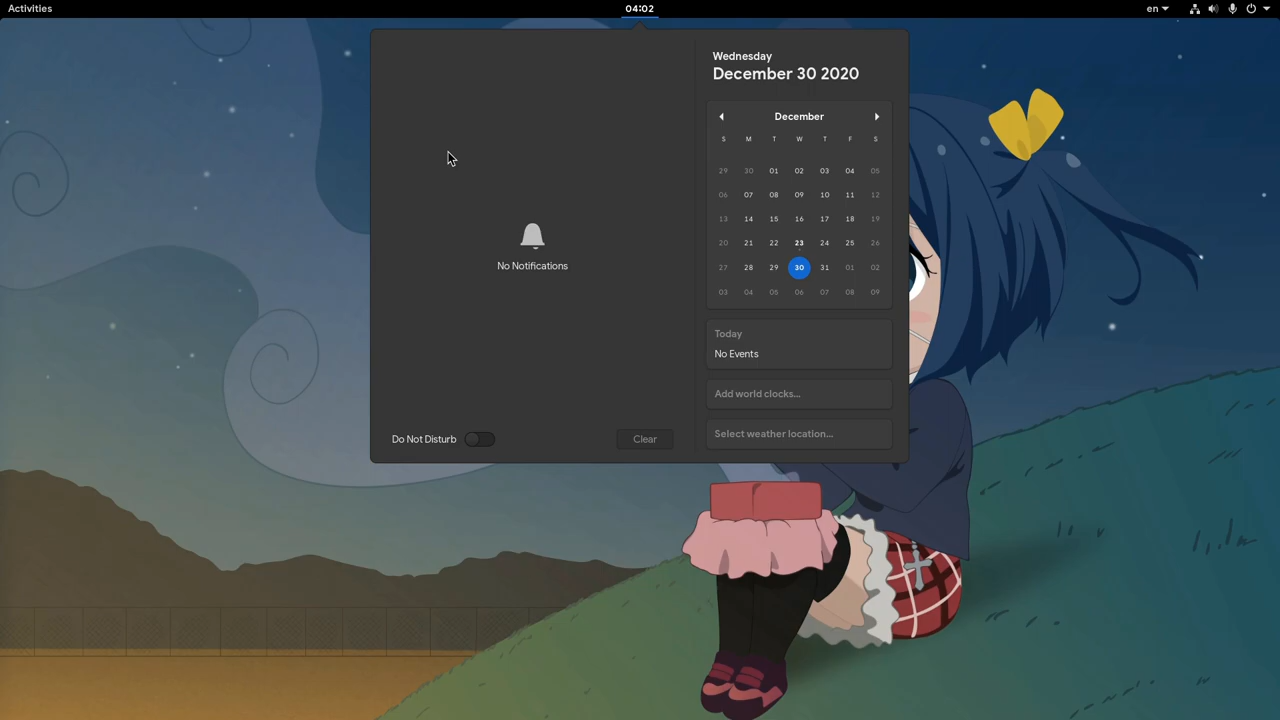 Activities
04:02
en
No Notifications
Do Not Disturb
Clear
Wednesday
December 30 2020
December
S M T W T F S
29 30 01 02 03 04 05
06 07 08 09 10 11 12
13 14 15 16 17 18 19
20 21 22 23 24 25 26
27 28 29 30 31 01 02
03 04 05 06 07 08 09
Today
No Events
Add world clocks…
Select weather location…